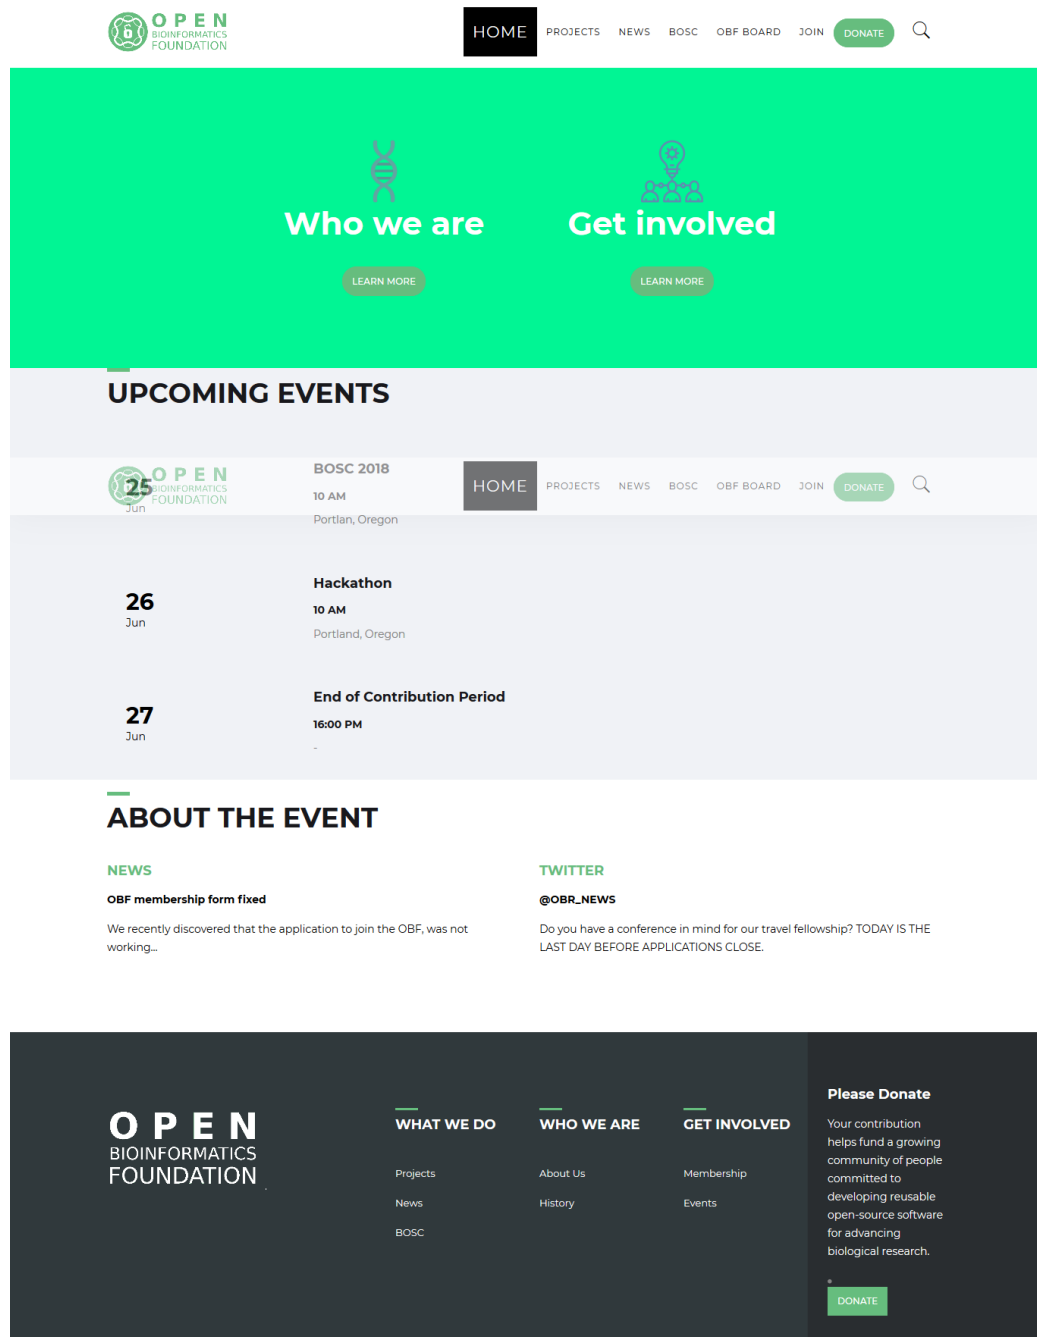 OPEN
BIOINFORMATICS
FOUNDATION
HOME PROJECTS NEWS BOSC OBF BOARD JOIN DONATE
Who we are
LEARN MORE
Get involved
LEARN MORE
UPCOMING EVENTS
OPEN
BIOINFORMATICS
FOUNDATION
HOME PROJECTS NEWS BOSC OBF BOARD JOIN DONATE
25
Jun
BOSC 2018
10 AM
Portlan, Oregon
26
Jun
Hackathon
10 AM
Portland, Oregon
27
Jun
End of Contribution Period
16:00 PM
-
ABOUT THE EVENT
NEWS
OBF membership form fixed
We recently discovered that the application to join the OBF, was not
working...
TWITTER
@OBR_NEWS
Do you have a conference in mind for our travel fellowship? TODAY IS THE
LAST DAY BEFORE APPLICATIONS CLOSE.
OPEN
BIOINFORMATICS
FOUNDATION
WHAT WE DO
Projects
News
BOSC
WHO WE ARE
About Us
History
GET INVOLVED
Membership
Events
Please Donate
Your contribution
helps fund a growing
community of people
committed to
developing reusable
open-source software
for advancing
biological research.
DONATE